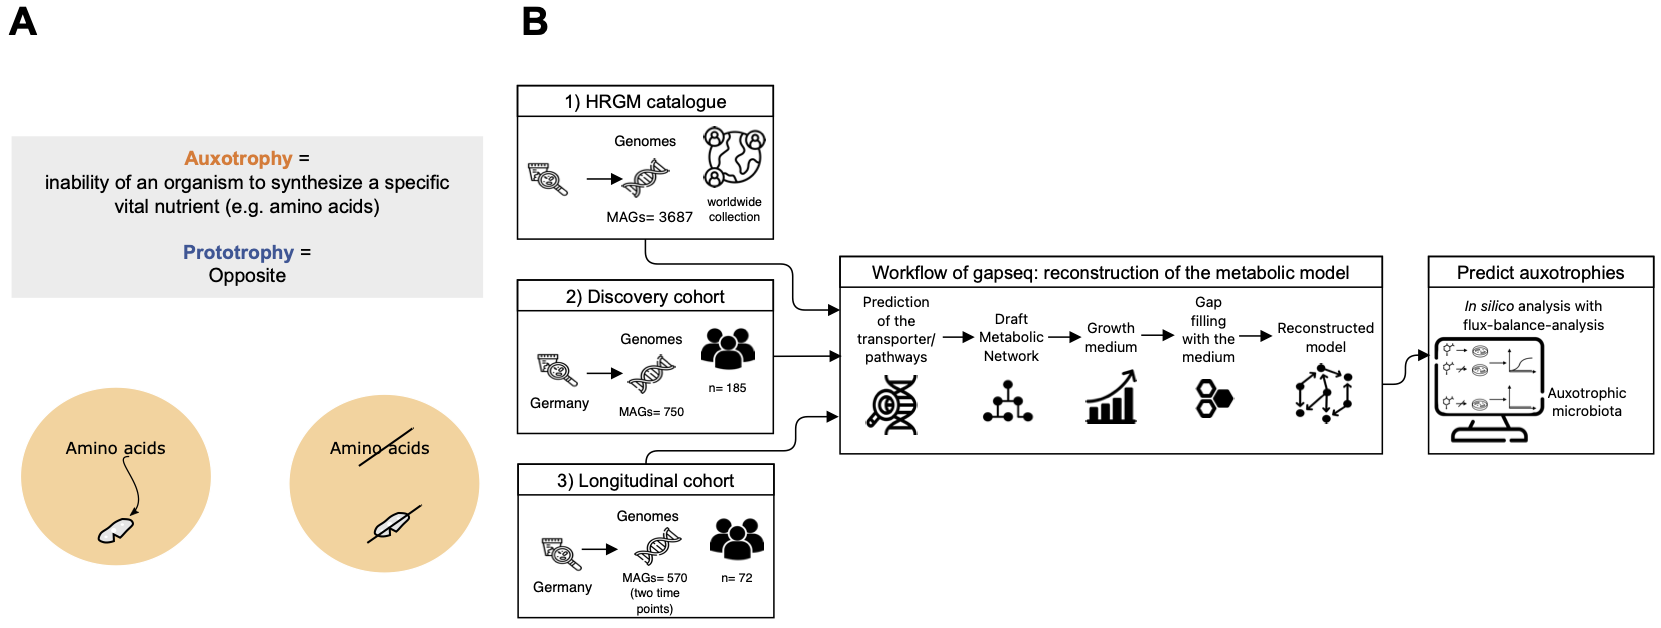 A
Auxotrophy =
inability of an organism to synthesize a specific
vital nutrient (e.g. amino acids)
Prototrophy =
Opposite
Amino acids
Amino acids
B
1) HRGM catalogue
Genomes
MAGs= 3687
worldwide
collection
2) Discovery cohort
Genomes
Germany
MAGs= 750
n= 185
3) Longitudinal cohort
Genomes
Germany
MAGs= 570
(two time
points)
n= 72
Workflow of gapseq: reconstruction of the metabolic model
Prediction
of the
transporter/
pathways
Draft
Metabolic
Network
Growth
medium
Gap
filling
with the
medium
Reconstructed
model
Predict auxotrophies
In silico analysis with
flux-balance-analysis
Auxotrophic
microbiota